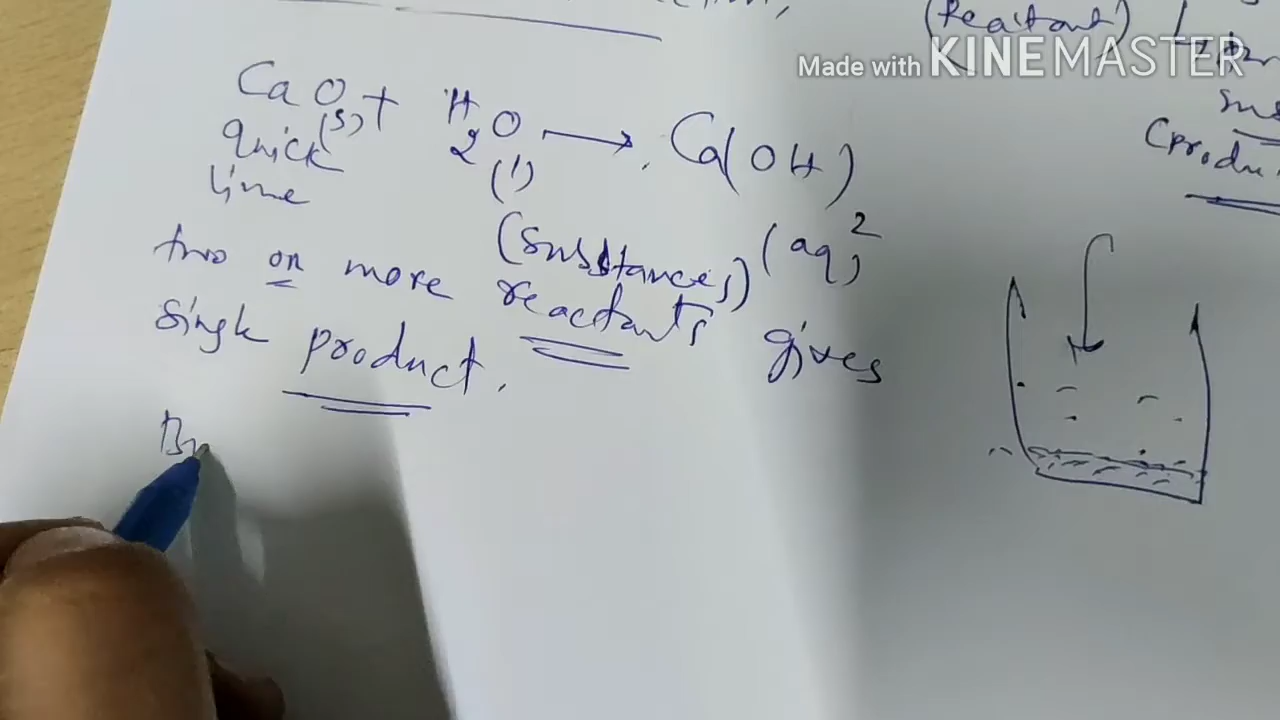 (Reactant)
Made with KINEMASTER
CaO(s) + H2O(l) → Ca(OH)2(aq)
quick
lime
(Substances)
two or more reactants gives
single product.
Br